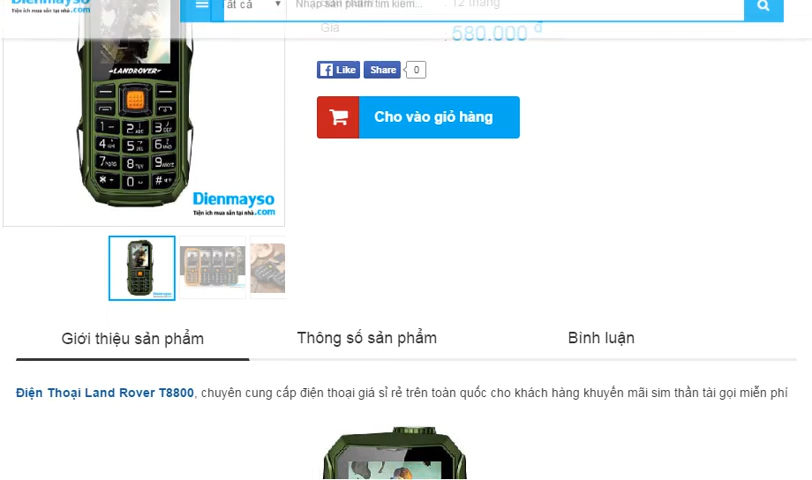 Dienmayso
Tiện ích mua sắn tại nhà .com
Tất cả
Nhập sản phẩm tìm kiếm...
: 12 tháng
Giá
: 580.000 đ
LANDROVER
Like
Share
0
Cho vào giỏ hàng
Dienmayso
Tiện ích mua sắn tại nhà .com
Giới thiệu sản phẩm
Thông số sản phẩm
Bình luận
Điện Thoại Land Rover T8800, chuyên cung cấp điện thoại giá sỉ rẻ trên toàn quốc cho khách hàng khuyến mãi sim thần tài gọi miễn phí